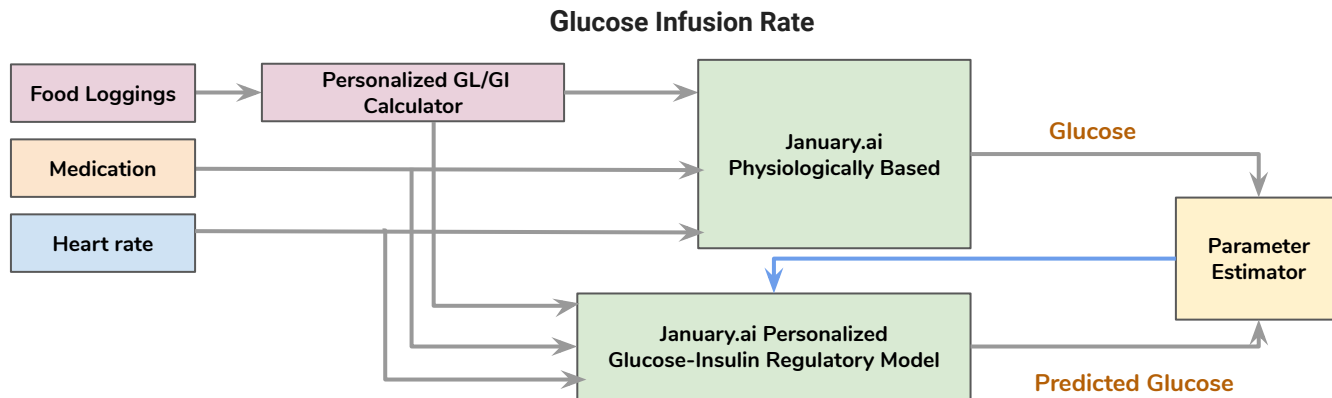 Glucose Infusion Rate
Food Loggings
Personalized GL/GI
Calculator
Medication
Heart rate
January.ai
Physiologically Based
Glucose
Parameter
Estimator
January.ai Personalized
Glucose-Insulin Regulatory Model
Predicted Glucose